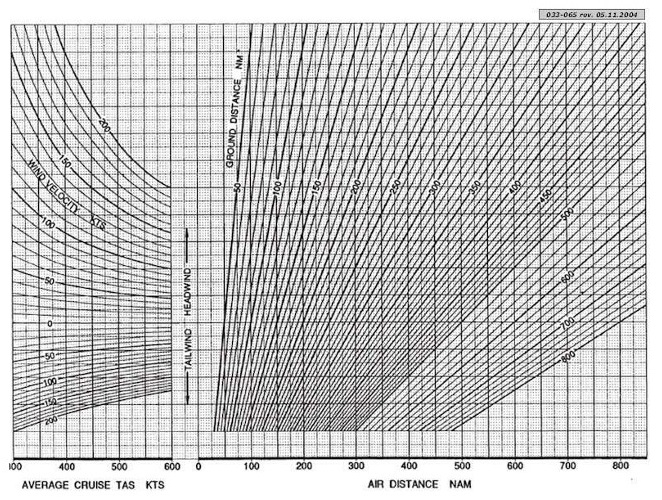 033-065 rev. 05.11.2004
GROUND DISTANCE NM
WIND VELOCITY KTS
200
150
100
50
0
50
100
150
200
TAILWIND HEADWIND
50
100
150
200
250
300
350
400
450
500
600
700
800
400 500 600
0 100 200 300 400 500 600 700 800
AVERAGE CRUISE TAS KTS
AIR DISTANCE NAM